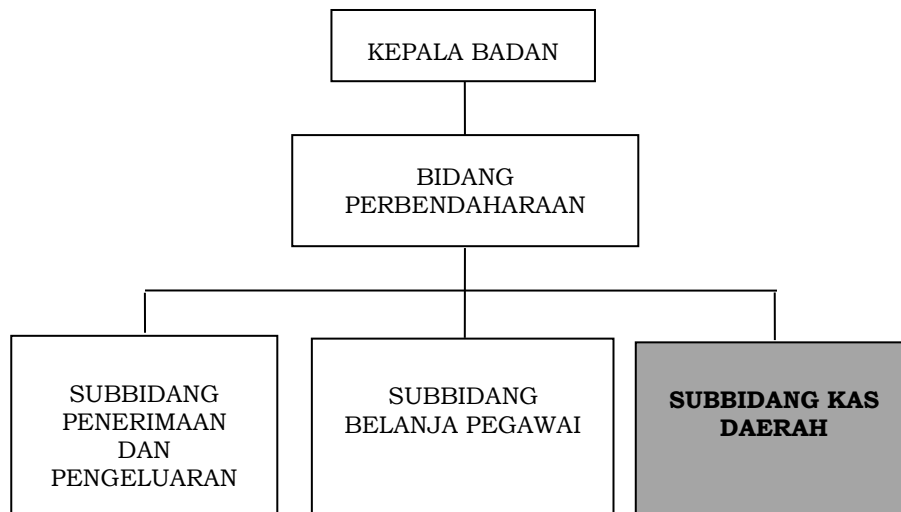 KEPALA BADAN
BIDANG
PERBENDAHARAAN
SUBBIDANG
PENERIMAAN
DAN
PENGELUARAN
SUBBIDANG
BELANJA PEGAWAI
SUBBIDANG KAS
DAERAH